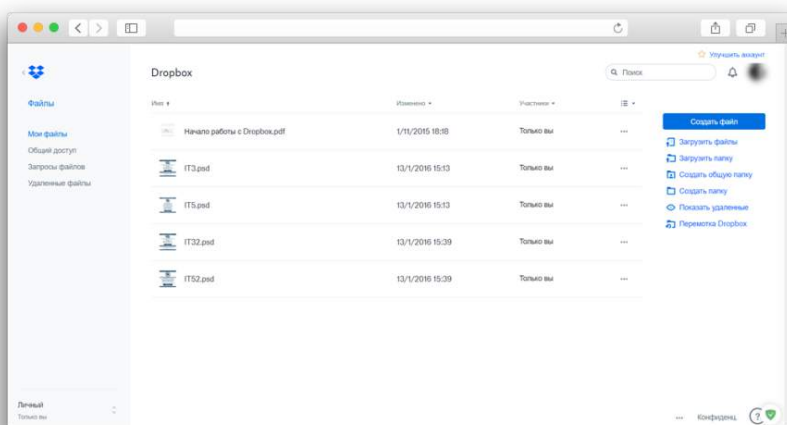 Улучшить аккаунт
Dropbox
Поиск
Файлы
Имя
Изменено
Участники
Мои файлы
Общий доступ
Запросы файлов
Удаленные файлы
Начало работы с Dropbox.pdf 1/11/2015 18:18 Только вы
IT3.psd 13/1/2016 15:13 Только вы
IT5.psd 13/1/2016 15:13 Только вы
IT32.psd 13/1/2016 15:39 Только вы
IT52.psd 13/1/2016 15:39 Только вы
Создать файл
Загрузить файлы
Загрузить папку
Создать общую папку
Создать папку
Показать удаленные
Перемотка Dropbox
Личный
Только вы
Конфиденц.
?